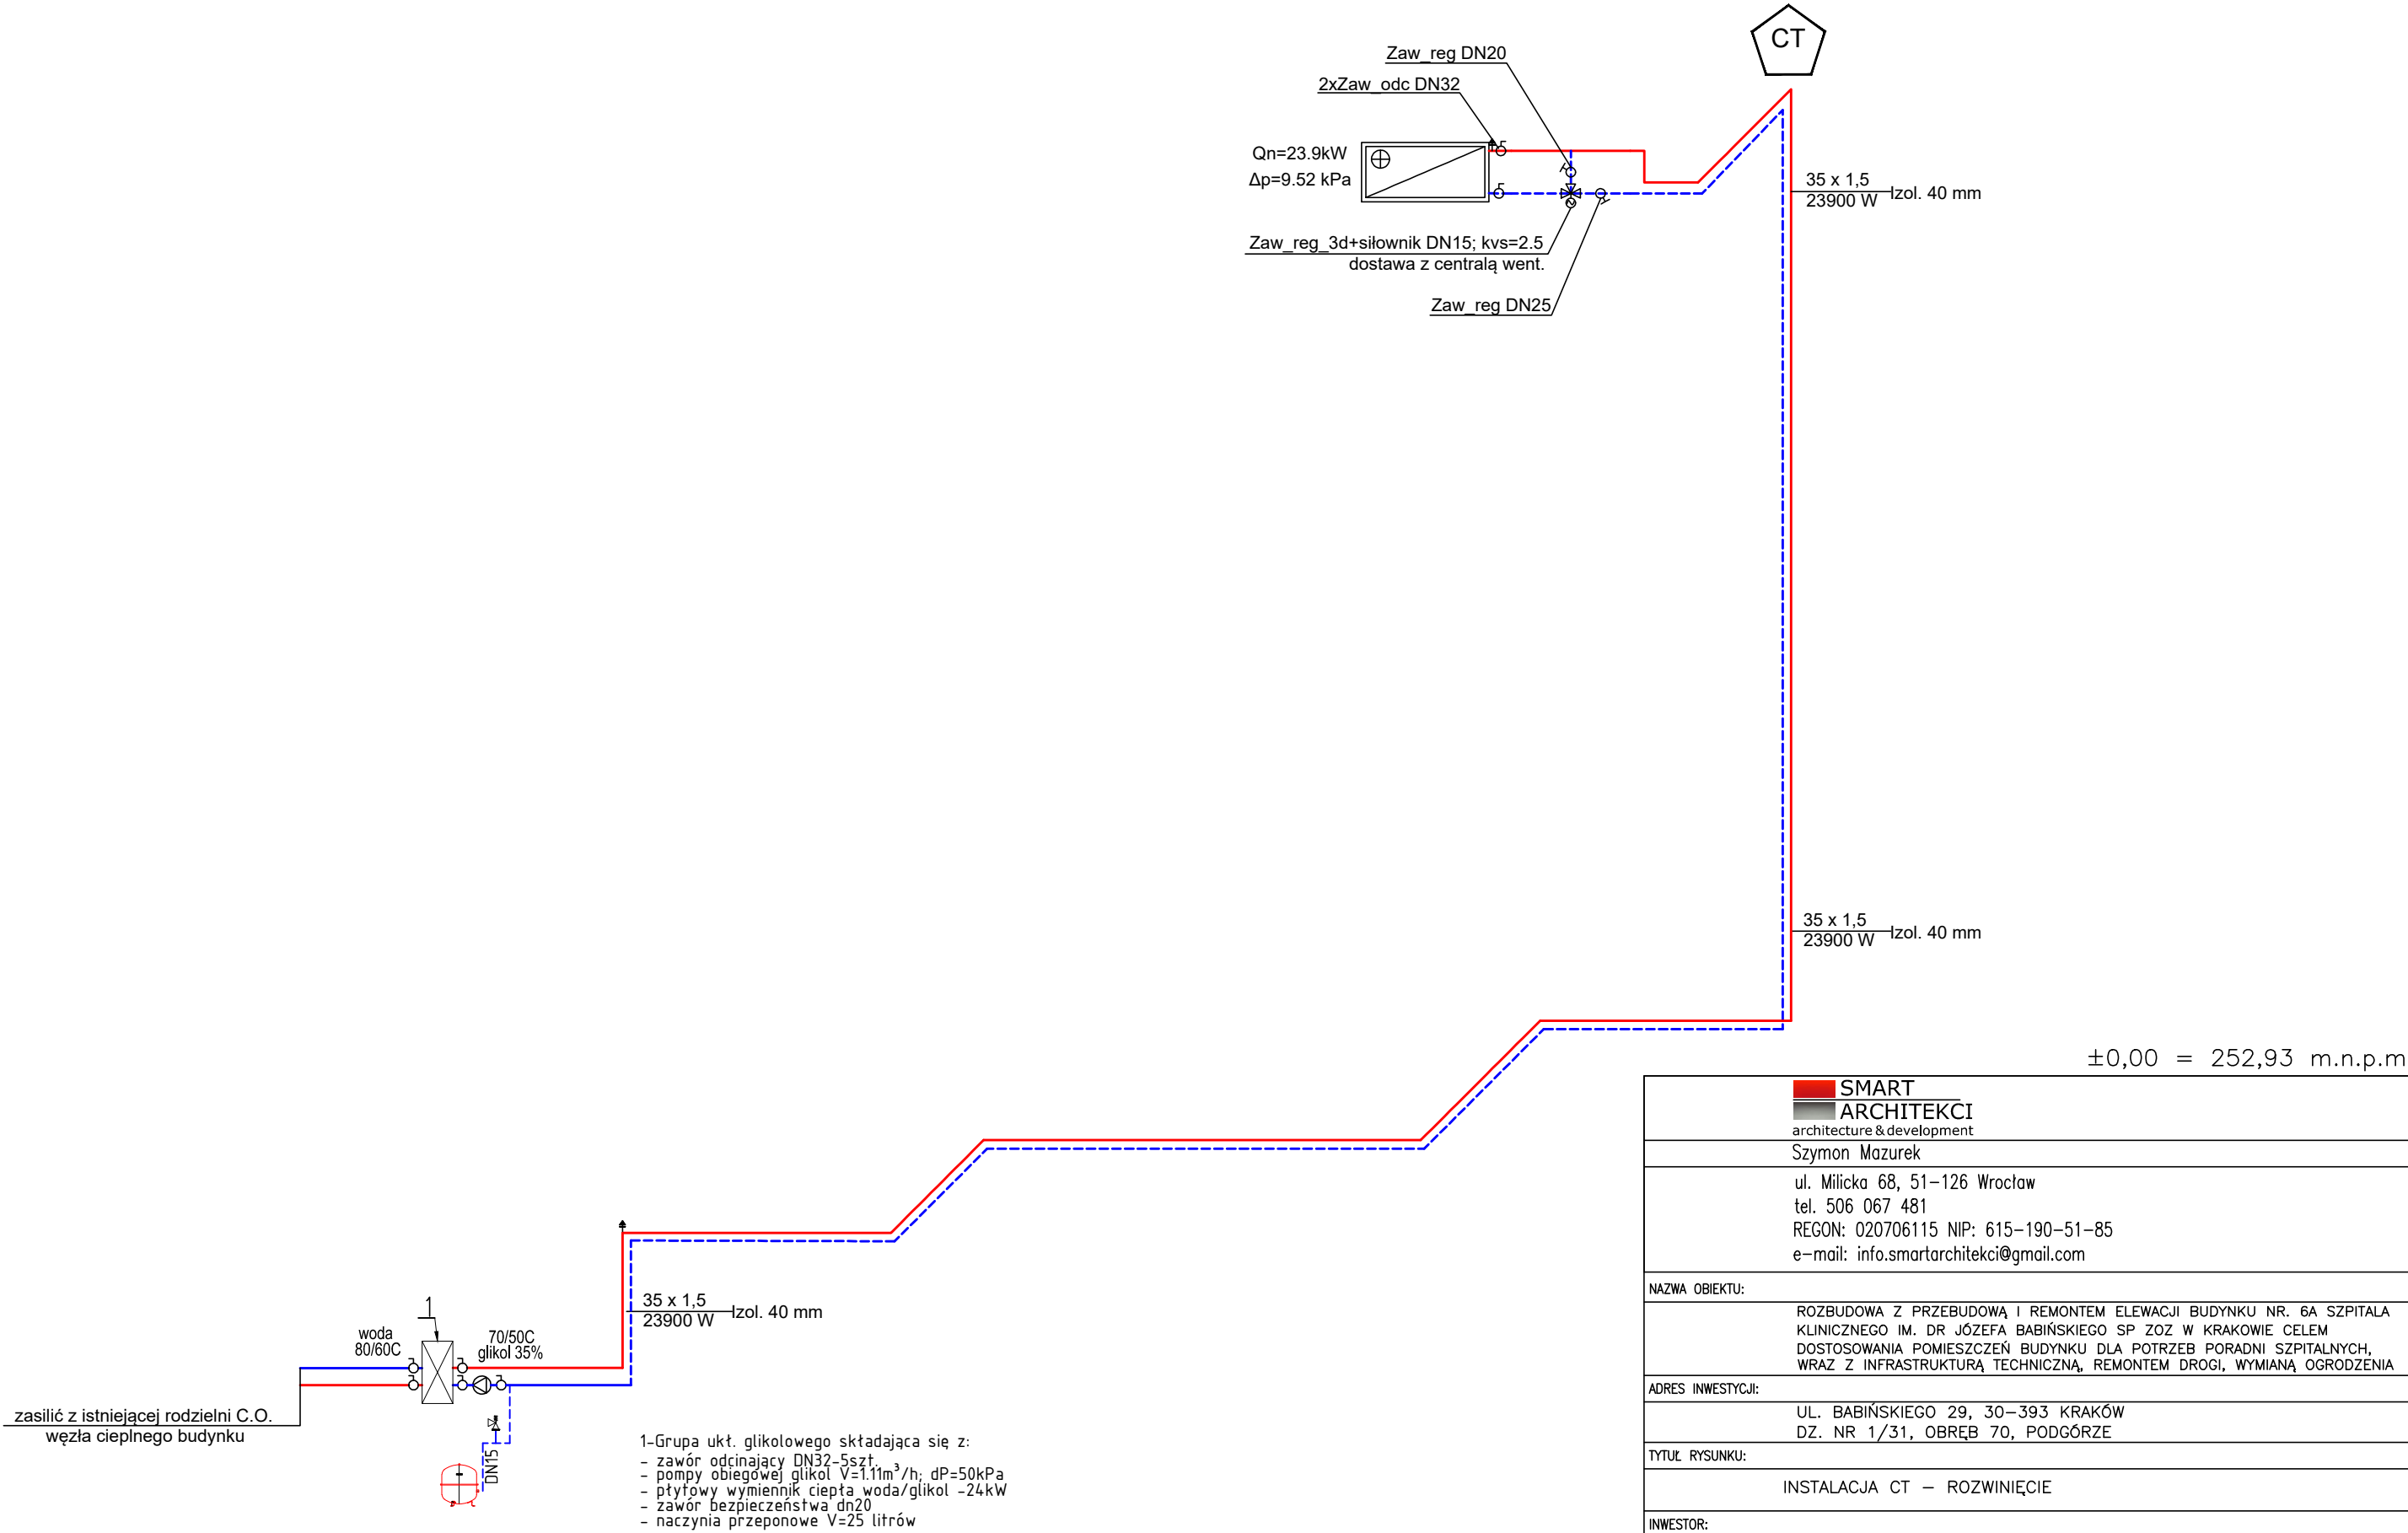 CT
Zaw_reg DN20
2xZaw_odc DN32
Qn=23.9kW
Δp=9.52 kPa
Zaw_reg_3d+siłownik DN15; kvs=2.5
dostawa z centralą went.
Zaw_reg DN25
35 x 1,5
23900 W
Izol. 40 mm
35 x 1,5
23900 W
Izol. 40 mm
35 x 1,5
23900 W
Izol. 40 mm
1
woda
80/60C
70/50C
glikol 35%
zasilić z istniejącej rodzielni C.O.
węzła cieplnego budynku
DN15
1-Grupa ukł. glikolowego składająca się z:
- zawór odcinający DN32-5szt.
- pompy obiegowej glikol V=1.11m³/h; dP=50kPa
- płytowy wymiennik ciepła woda/glikol -24kW
- zawór bezpieczeństwa dn20
- naczynia przeponowe V=25 litrów
±0,00 = 252,93 m.n.p.m
SMART
ARCHITEKCI
architecture & development
Szymon Mazurek
ul. Milicka 68, 51-126 Wrocław
tel. 506 067 481
REGON: 020706115 NIP: 615-190-51-85
e-mail: info.smartarchitekci@gmail.com
NAZWA OBIEKTU:
ROZBUDOWA Z PRZEBUDOWĄ I REMONTEM ELEWACJI BUDYNKU NR. 6A SZPITALA
KLINICZNEGO IM. DR JÓZEFA BABIŃSKIEGO SP ZOZ W KRAKOWIE CELEM
DOSTOSOWANIA POMIESZCZEŃ BUDYNKU DLA POTRZEB PORADNI SZPITALNYCH,
WRAZ Z INFRASTRUKTURĄ TECHNICZNĄ, REMONTEM DROGI, WYMIANĄ OGRODZENIA
ADRES INWESTYCJI:
UL. BABIŃSKIEGO 29, 30-393 KRAKÓW
DZ. NR 1/31, OBRĘB 70, PODGÓRZE
TYTUŁ RYSUNKU:
INSTALACJA CT - ROZWINIĘCIE
INWESTOR: